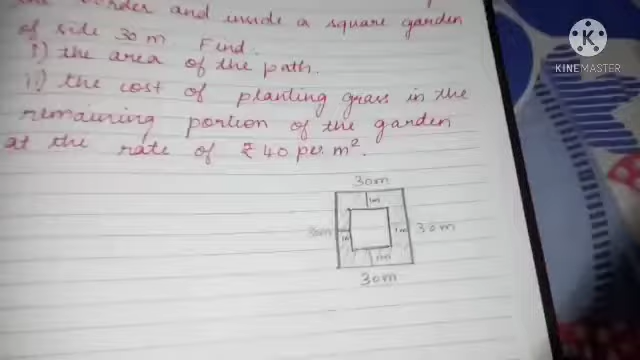 border and inside a square garden
of side 30 m Find.
i) the area of the path.
ii) the cost of planting grass in the
remaining portion of the garden
at the rate of ₹ 40 per m².
K
KINEMASTER
30m
1m
30m 1m 1m 30m
1m
30m